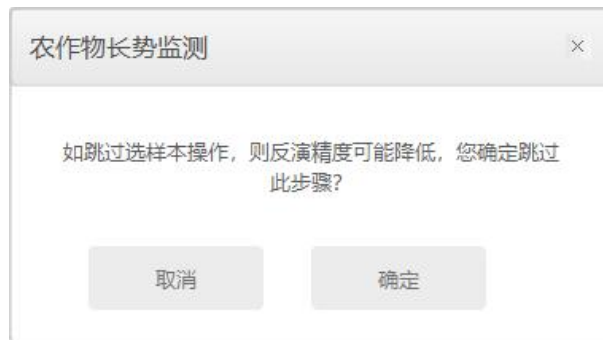 农作物长势监测
如跳过选样本操作，则反演精度可能降低，您确定跳过
此步骤？
取消
确定